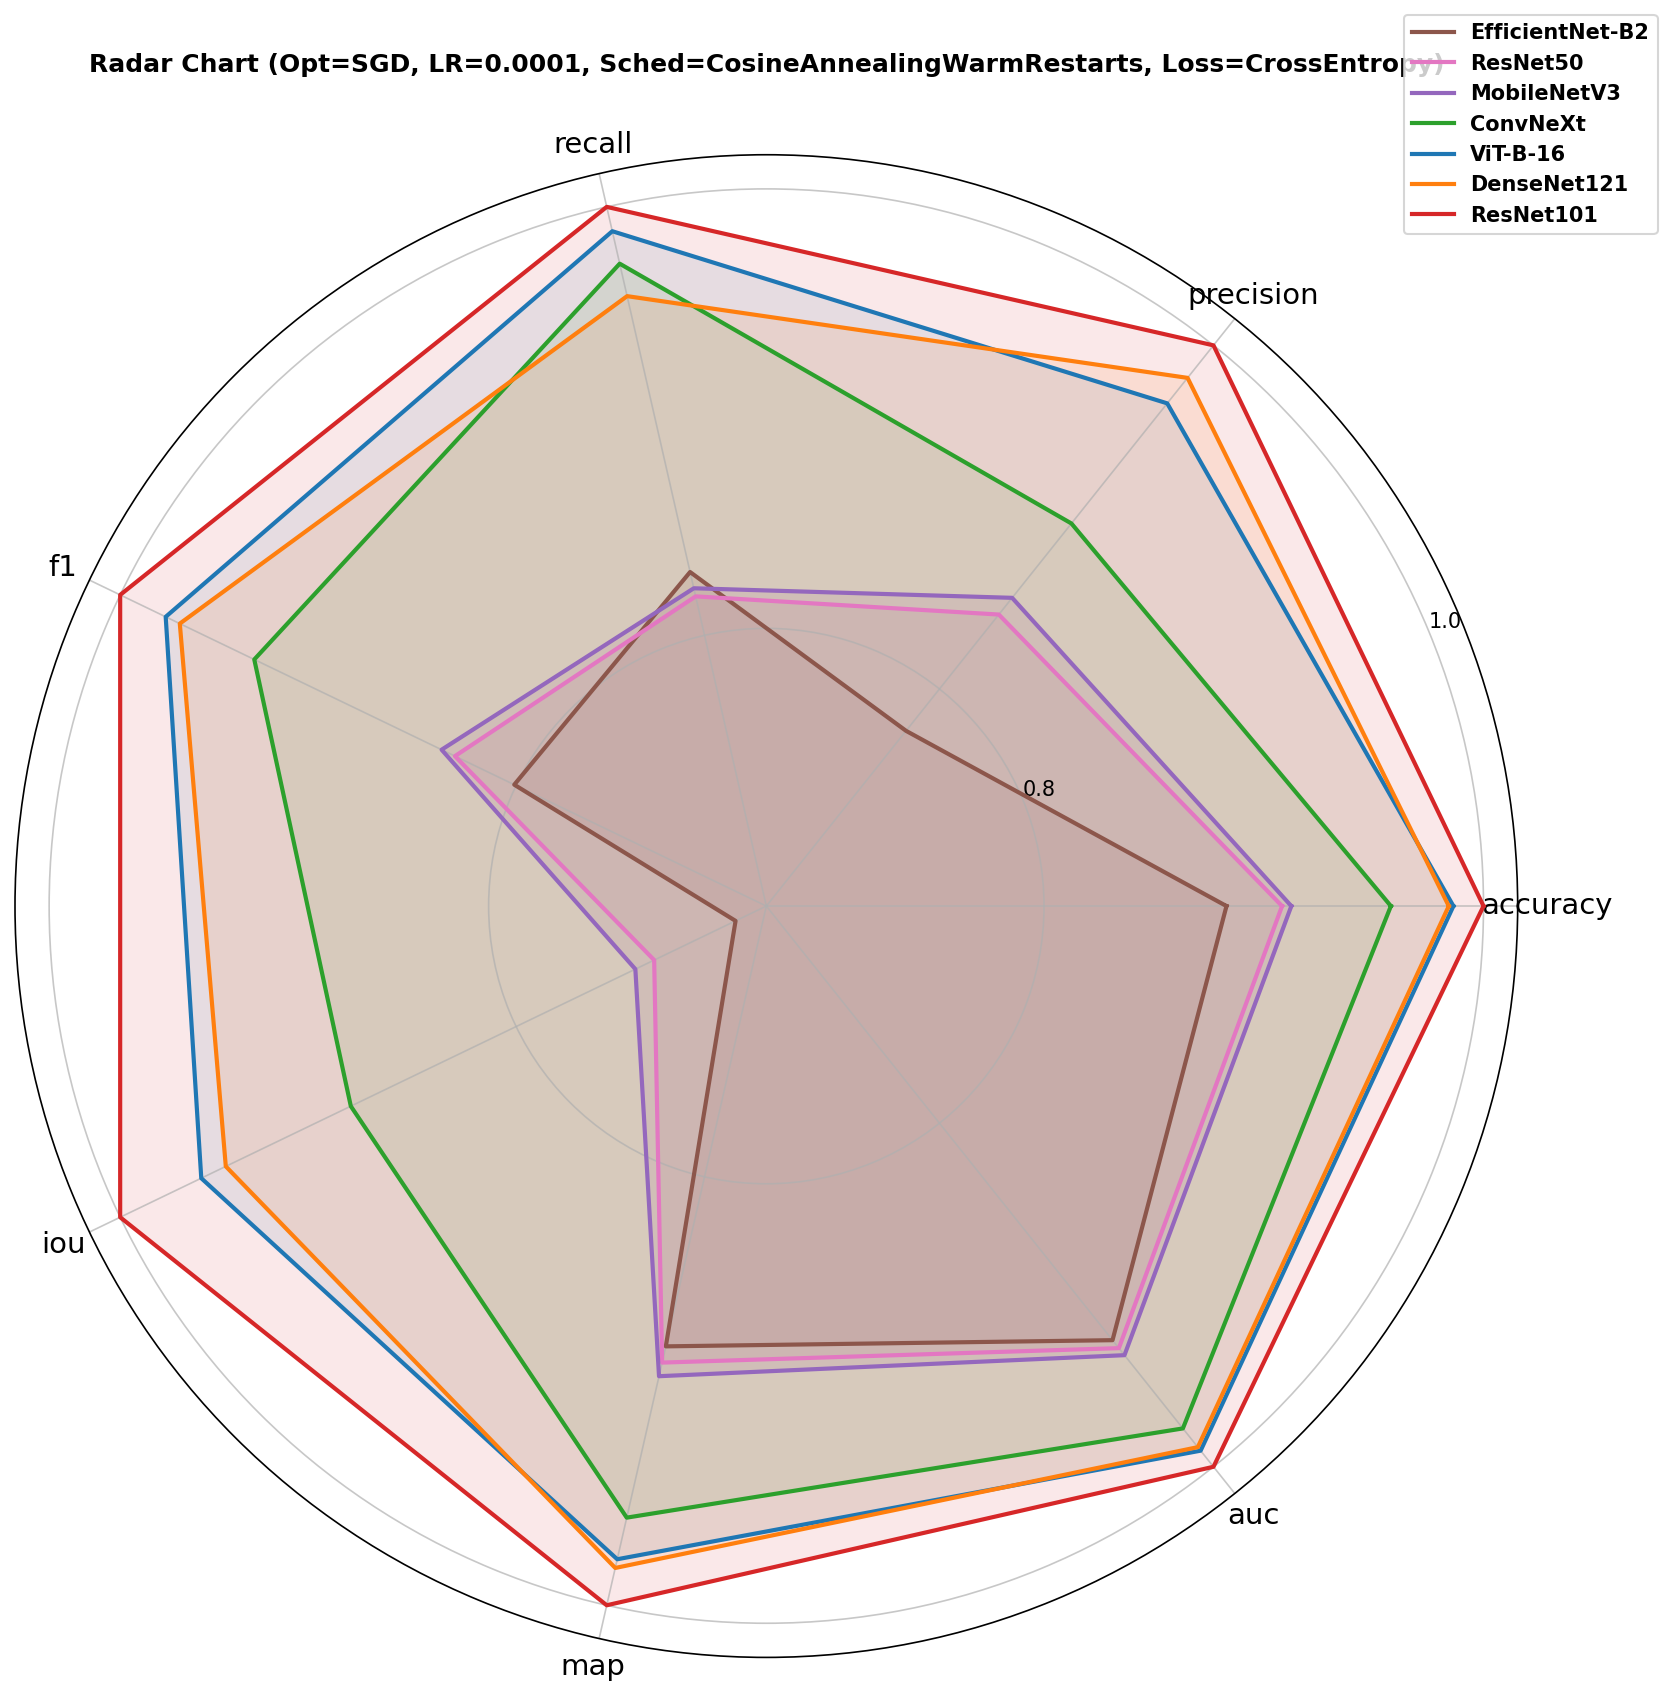 Radar Chart (Opt=SGD, LR=0.0001, Sched=CosineAnnealingWarmRestarts, Loss=CrossEntropy)
EfficientNet-B2
ResNet50
MobileNetV3
ConvNeXt
ViT-B-16
DenseNet121
ResNet101
recall
precision
f1
1.0
0.8
accuracy
iou
auc
map